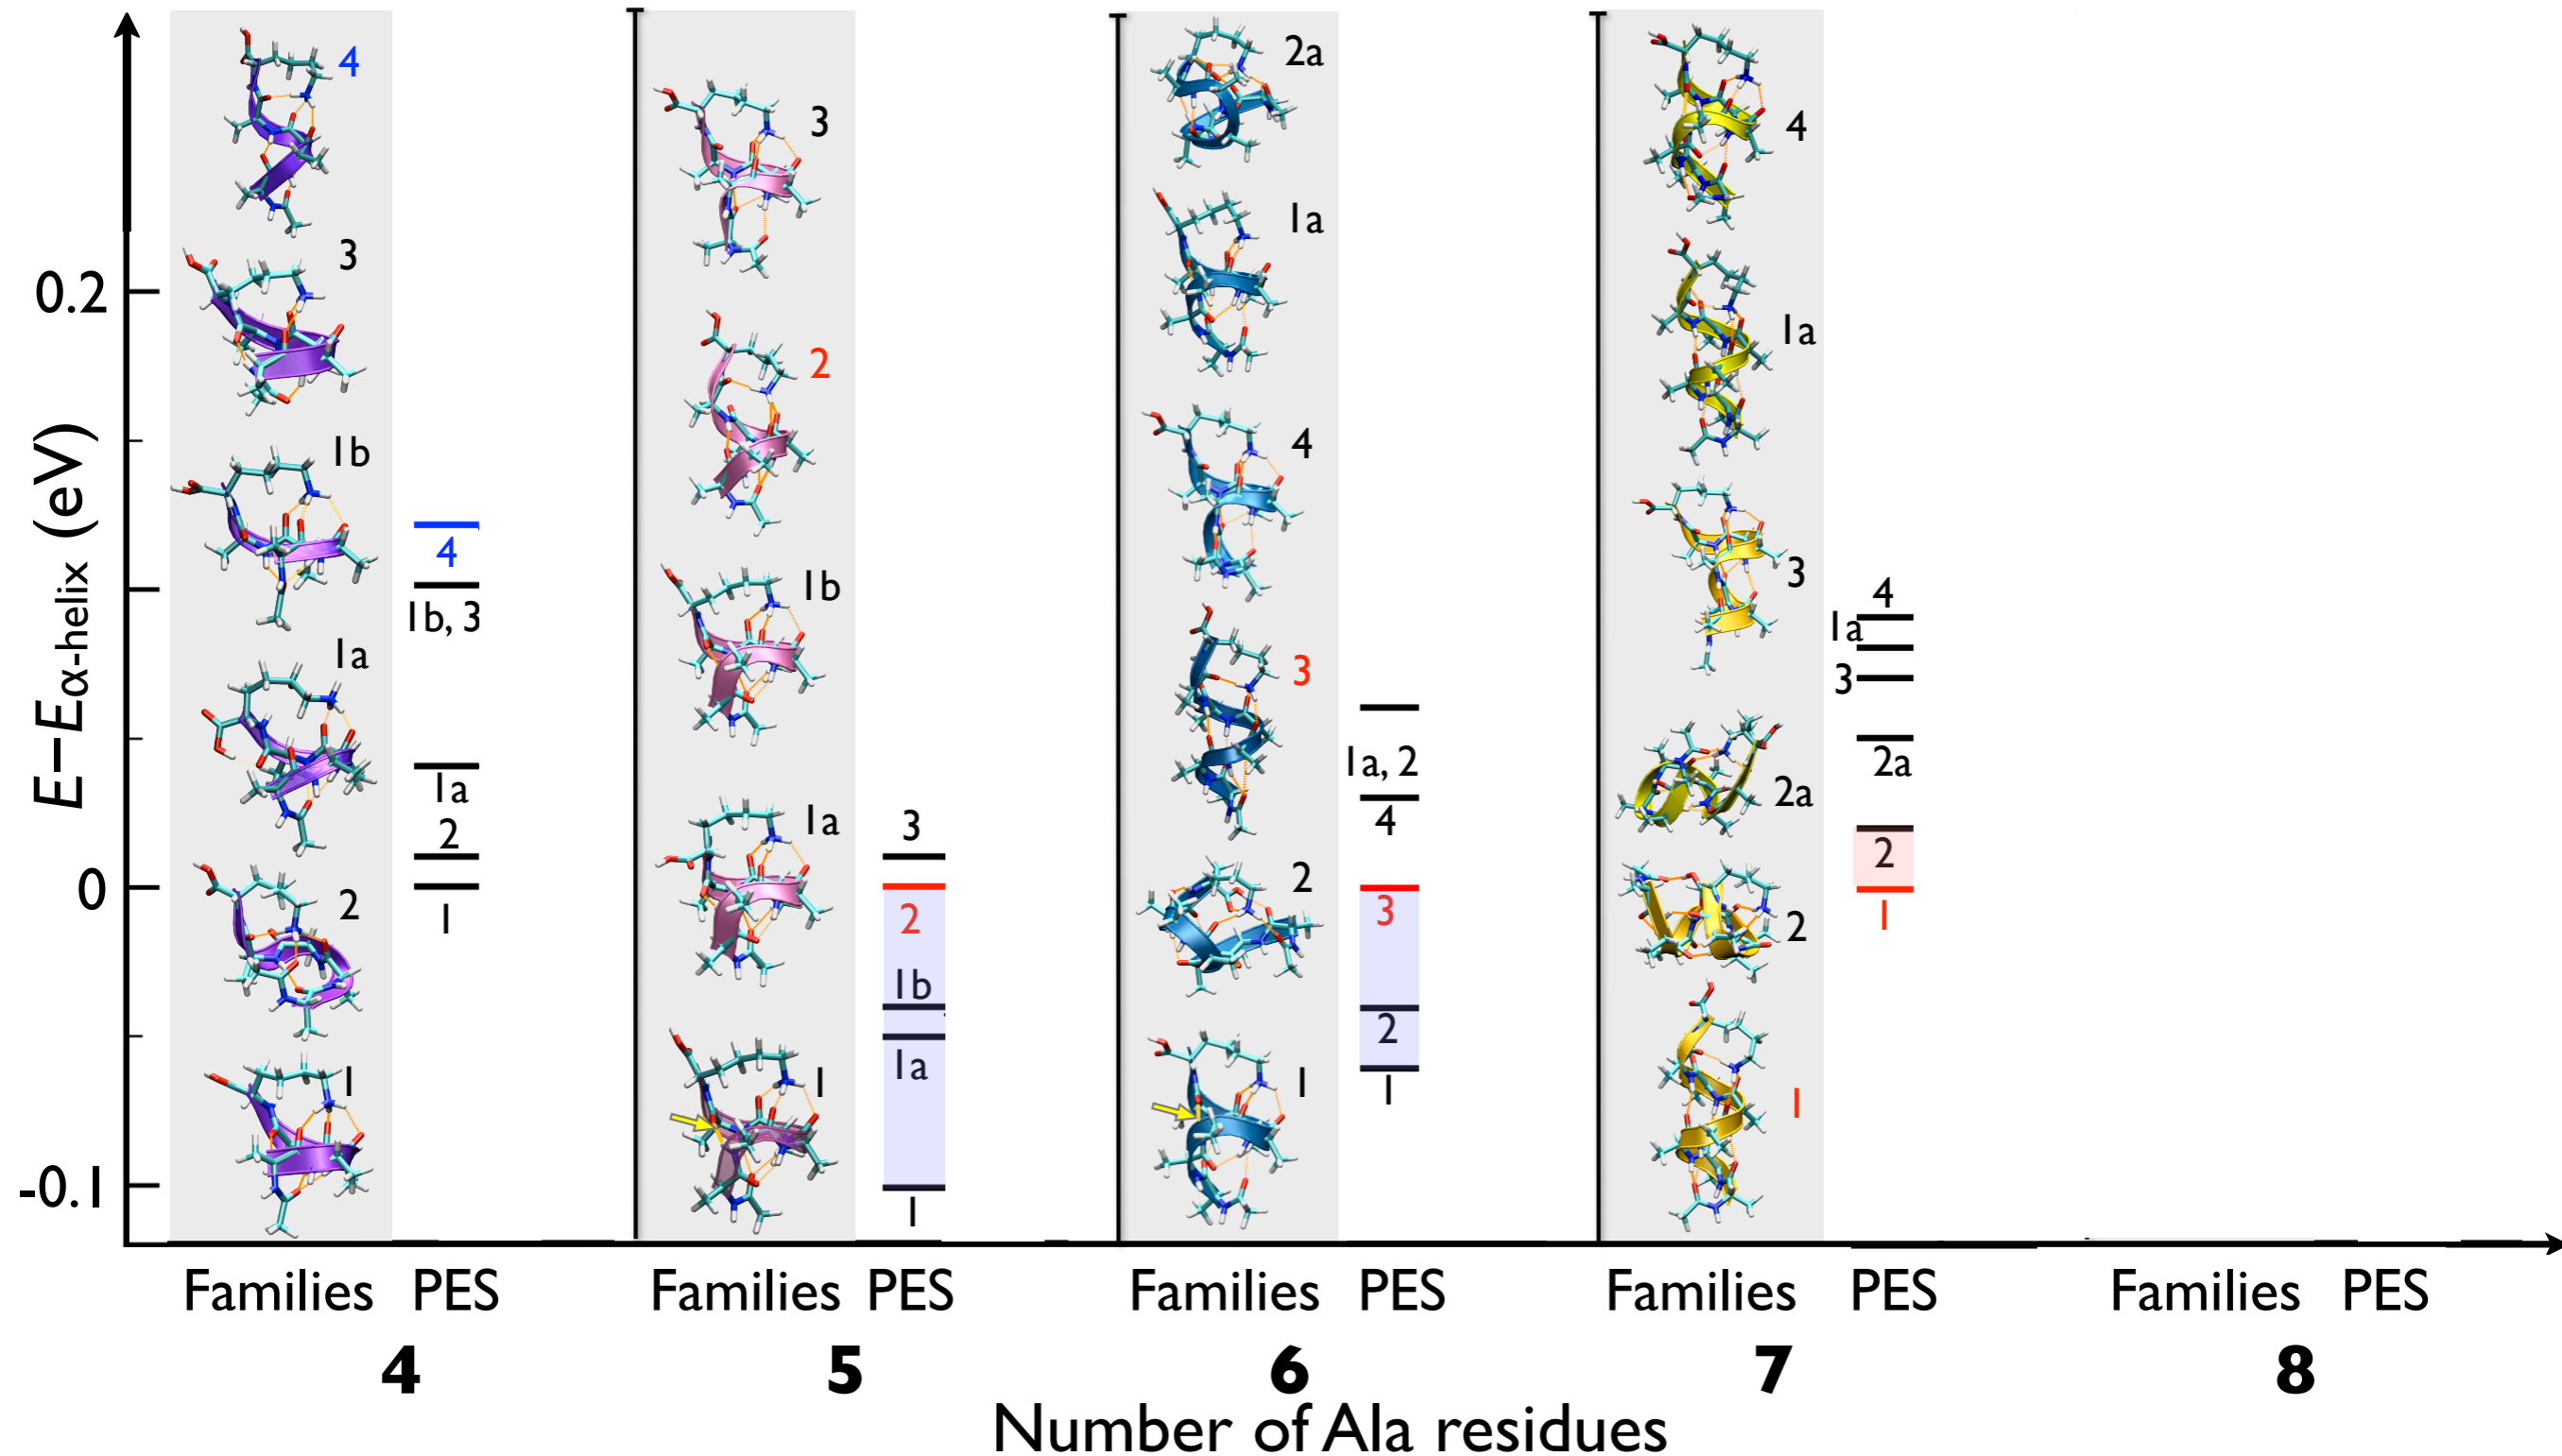 E−Eα-helix (eV)
0.2
0
-0.1
4
3
1b
1a
2
1
4
1b, 3
1a
2
1
3
2
1b
1a
1
3
2
1b
1a
1
2a
1a
4
3
2
1
1a, 2
4
3
2
1
4
1a
3
2a
2
1
4
1a
3
2a
2
1
Families PES
Families PES
Families PES
Families PES
Families PES
4
5
6
7
8
Number of Ala residues